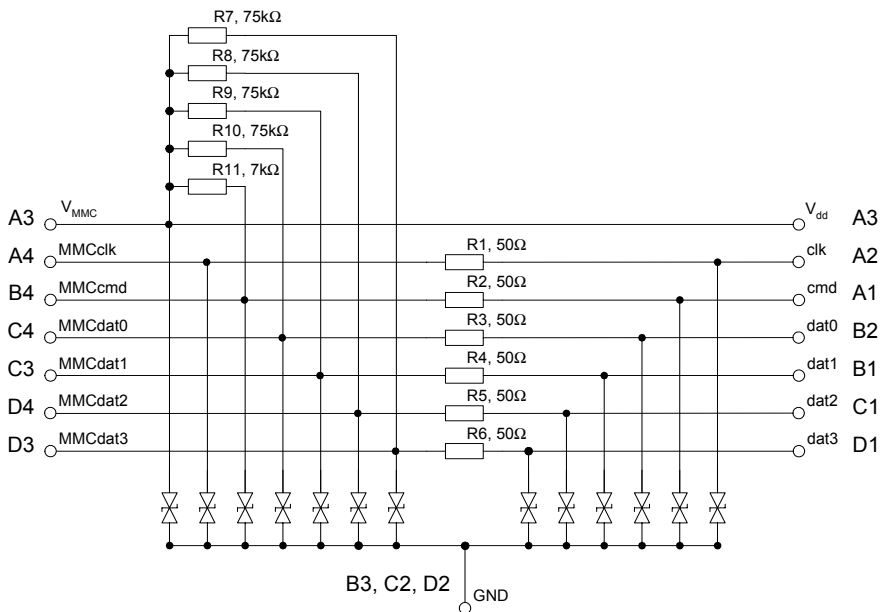 R7, 75kΩ
R8, 75kΩ
R9, 75kΩ
R10, 75kΩ
R11, 7kΩ
A3 VMMC Vdd A3
A4 MMCclk R1, 50Ω clk A2
B4 MMCcmd R2, 50Ω cmd A1
C4 MMCdat0 R3, 50Ω dat0 B2
C3 MMCdat1 R4, 50Ω dat1 B1
D4 MMCdat2 R5, 50Ω dat2 C1
D3 MMCdat3 R6, 50Ω dat3 D1
B3, C2, D2
GND